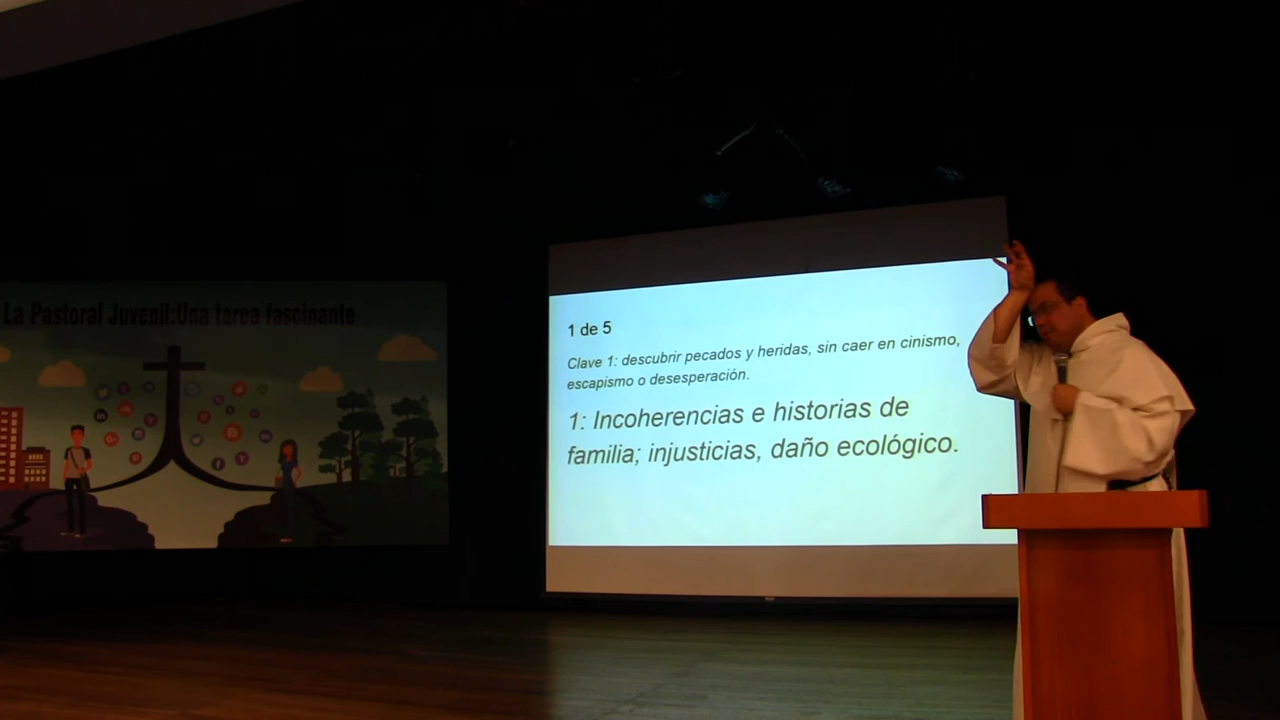 La Pastoral Juvenil:Una tarea fascinante
1 de 5
Clave 1: descubrir pecados y heridas, sin caer en cinismo,
escapismo o desesperación.
1: Incoherencias e historias de
familia; injusticias, daño ecológico.